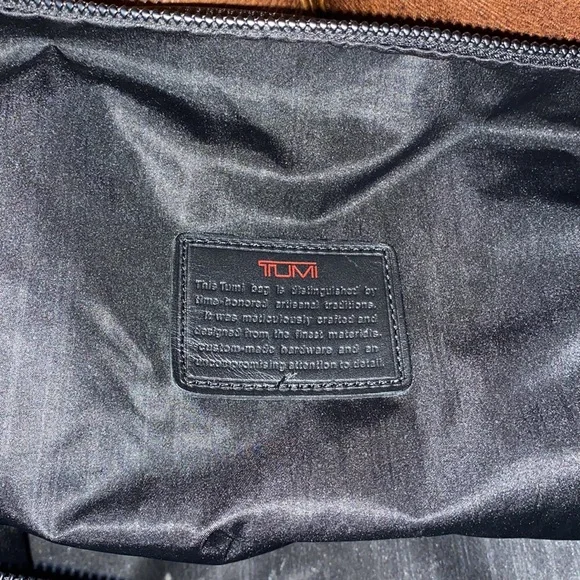 TUMI
This Tumi bag is distinguished by
time-honored artisanal traditions.
It was meticulously crafted and
designed from the finest materials,
custom-made hardware and an
uncompromising attention to detail.